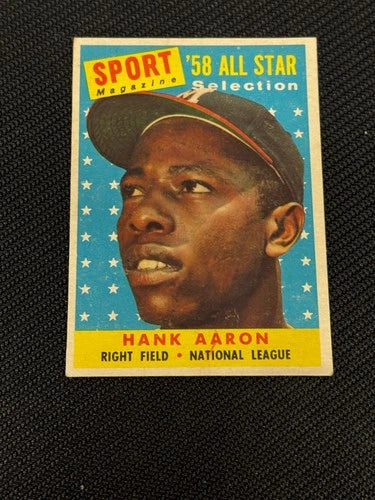 SPORT
Magazine
'58 ALL STAR
Selection
M
HANK AARON
RIGHT FIELD • NATIONAL LEAGUE